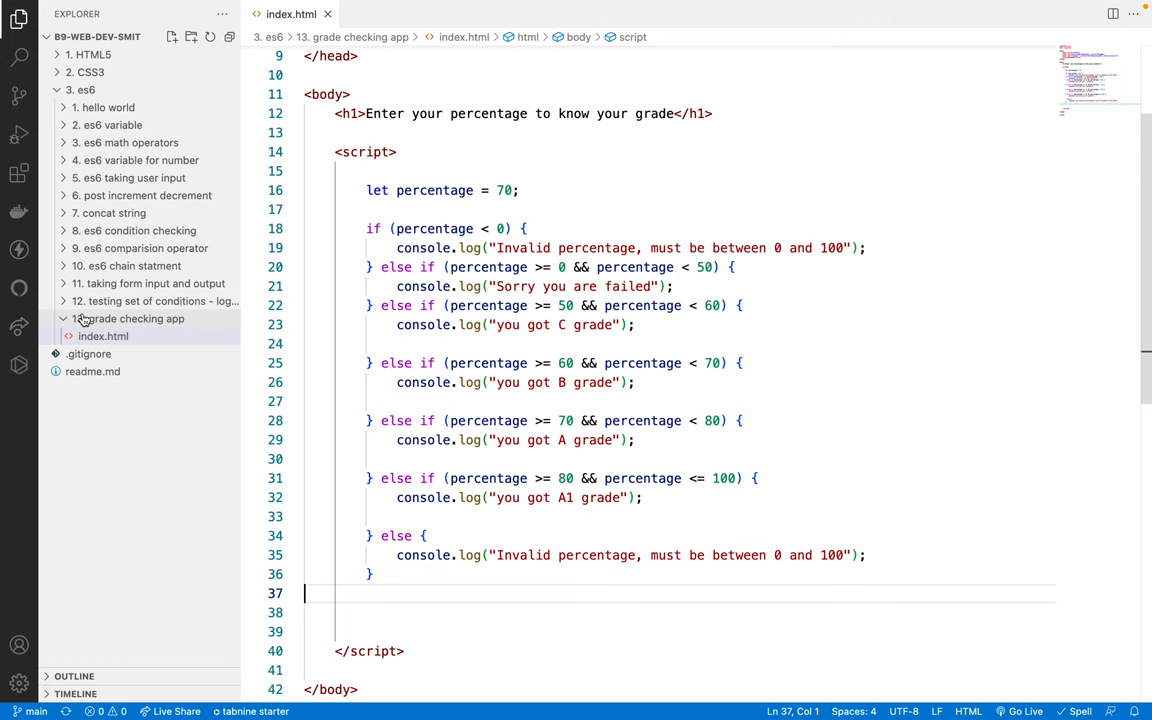 EXPLORER
B9-WEB-DEV-SMIT
1. HTML5
2. CSS3
3. es6
1. hello world
2. es6 variable
3. es6 math operators
4. es6 variable for number
5. es6 taking user input
6. post increment decrement
7. concat string
8. es6 condition checking
9. es6 comparision operator
10. es6 chain statment
11. taking form input and output
12. testing set of conditions - log...
grade checking app
index.html
.gitignore
readme.md
OUTLINE
TIMELINE
index.html
3. es6 > 13. grade checking app > index.html > html > body > script
9 </head>
10
11 <body>
12 <h1>Enter your percentage to know your grade</h1>
13
14 <script>
15
16 let percentage = 70;
17
18 if (percentage < 0) {
19 console.log("Invalid percentage, must be between 0 and 100");
20 } else if (percentage >= 0 && percentage < 50) {
21 console.log("Sorry you are failed");
22 } else if (percentage >= 50 && percentage < 60) {
23 console.log("you got C grade");
24
25 } else if (percentage >= 60 && percentage < 70) {
26 console.log("you got B grade");
27
28 } else if (percentage >= 70 && percentage < 80) {
29 console.log("you got A grade");
30
31 } else if (percentage >= 80 && percentage <= 100) {
32 console.log("you got A1 grade");
33
34 } else {
35 console.log("Invalid percentage, must be between 0 and 100");
36 }
37
38
39
40 </script>
41
42 </body>
main 0 0 Live Share tabnine starter Ln 37, Col 1 Spaces: 4 UTF-8 LF HTML Go Live Spell